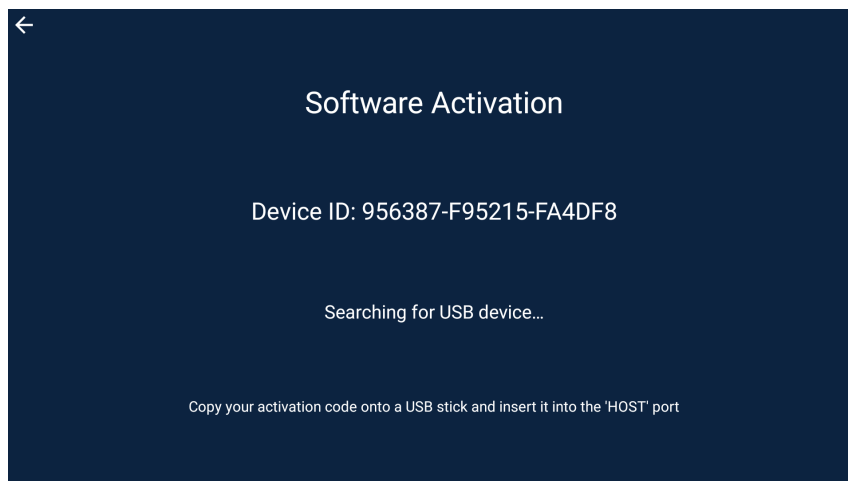 Software Activation
Device ID: 956387-F95215-FA4DF8
Searching for USB device...
Copy your activation code onto a USB stick and insert it into the 'HOST' port